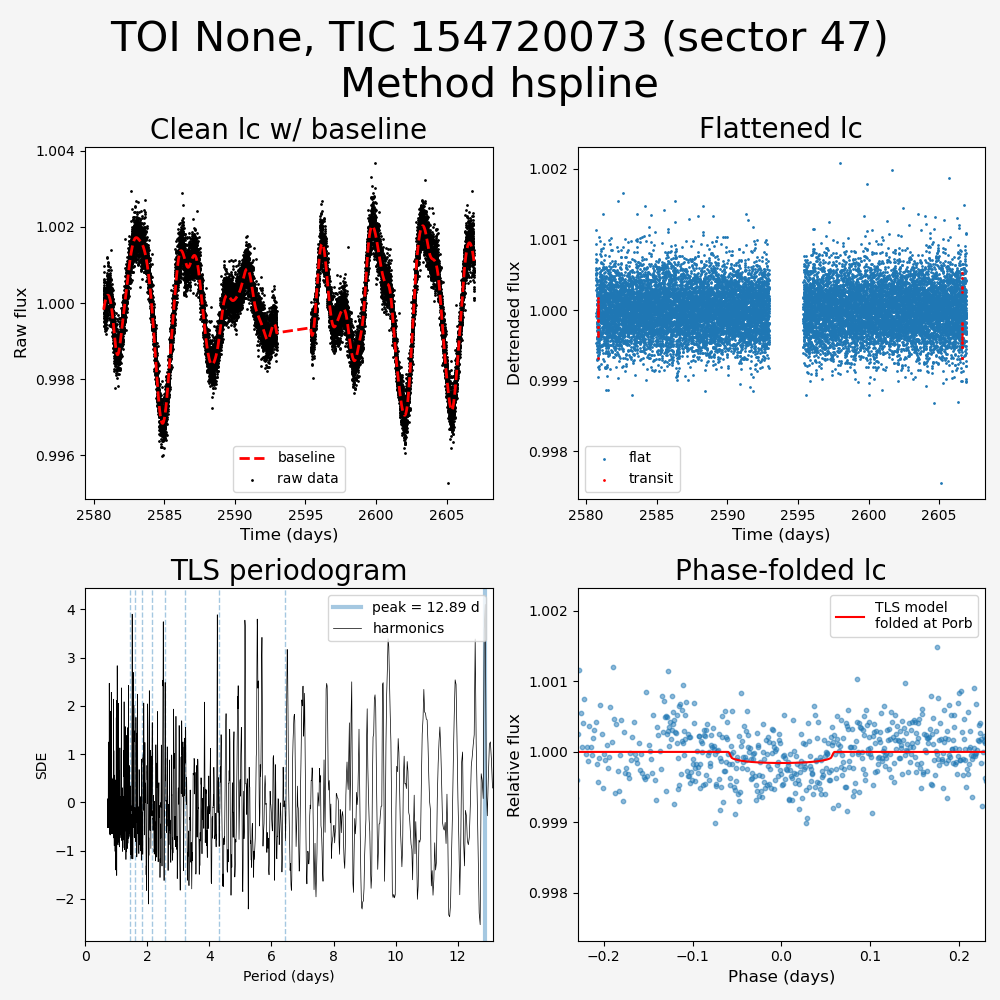 TOI None, TIC 154720073 (sector 47)
Method hspline
Clean lc w/ baseline
Raw flux
1.004
1.002
1.000
0.998
0.996
baseline
raw data
2580 2585 2590 2595 2600 2605
Time (days)
Flattened lc
Detrended flux
1.002
1.001
1.000
0.999
0.998
flat
transit
2580 2585 2590 2595 2600 2605
Time (days)
TLS periodogram
SDE
4
3
2
1
0
−1
−2
peak = 12.89 d
harmonics
0 2 4 6 8 10 12
Period (days)
Phase-folded lc
Relative flux
1.002
1.001
1.000
0.999
0.998
TLS model
folded at Porb
−0.2 −0.1 0.0 0.1 0.2
Phase (days)